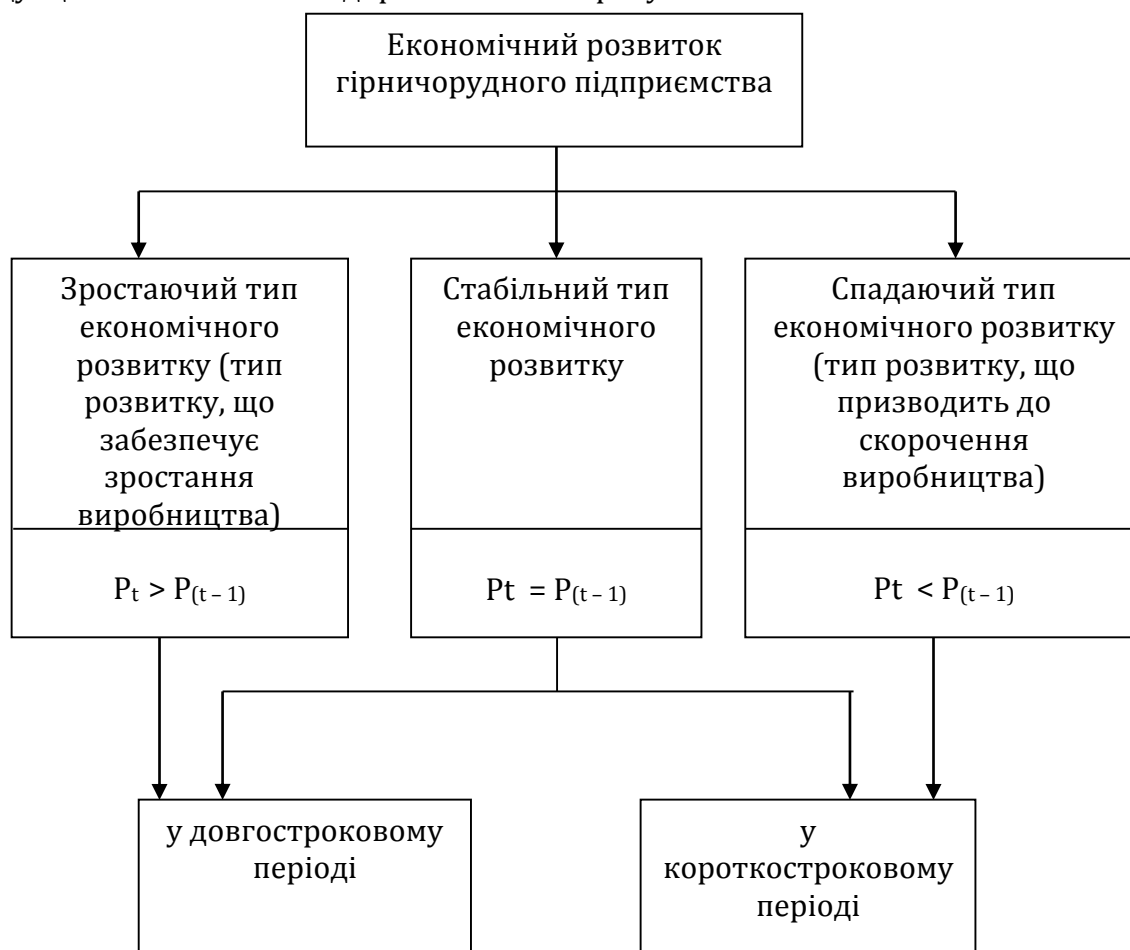 Економічний розвиток
гірничорудного підприємства
Зростаючий тип
економічного
розвитку (тип
розвитку, що
забезпечує
зростання
виробництва)
Pt > P(t – 1)
Стабільний тип
економічного
розвитку
Pt = P(t – 1)
Спадаючий тип
економічного розвитку
(тип розвитку, що
призводить до
скорочення
виробництва)
Pt < P(t – 1)
у довгостроковому
періоді
у
короткостроковому
періоді